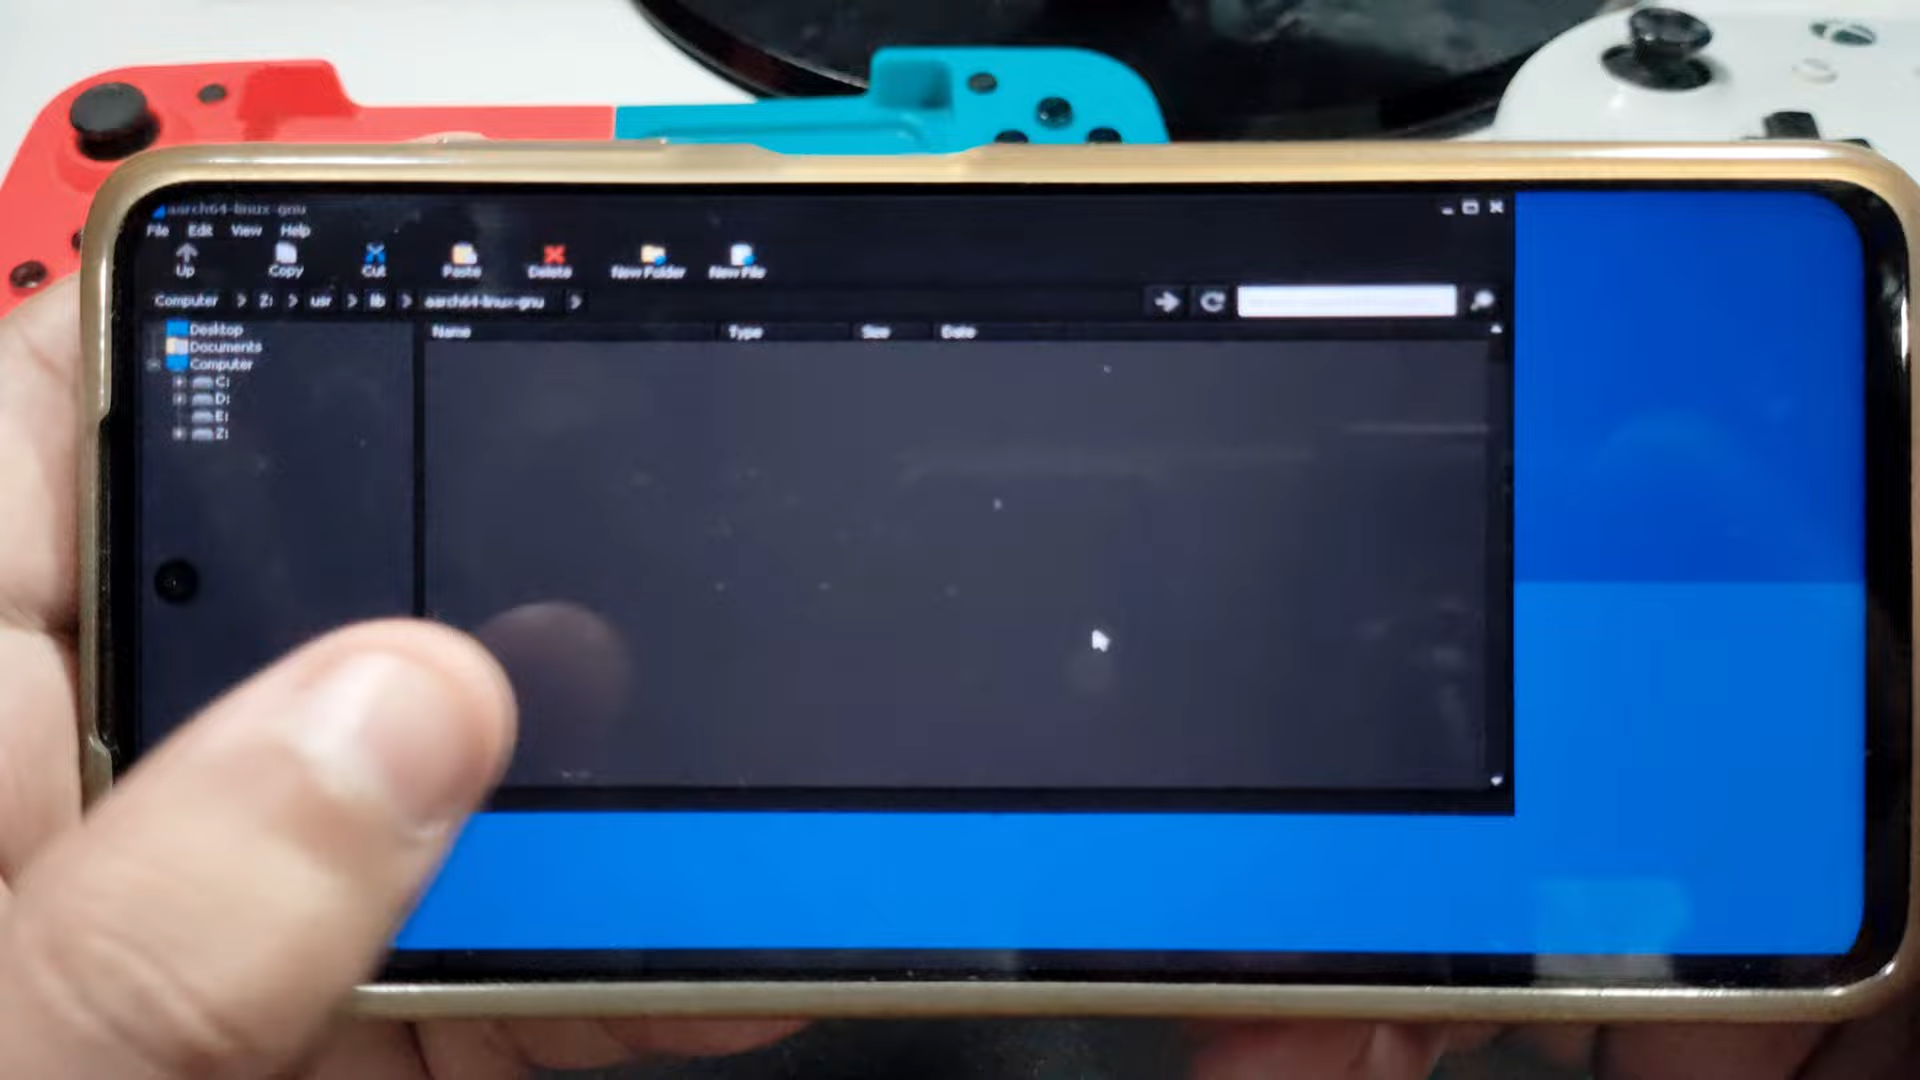 aarch64-linux-gnu
File Edit View Help
Up Copy Cut Paste Delete New Folder New File
Computer > Z: > usr > lib > aarch64-linux-gnu >
Name Type Size Date
Desktop
Documents
Computer
C:
D:
E:
Z: